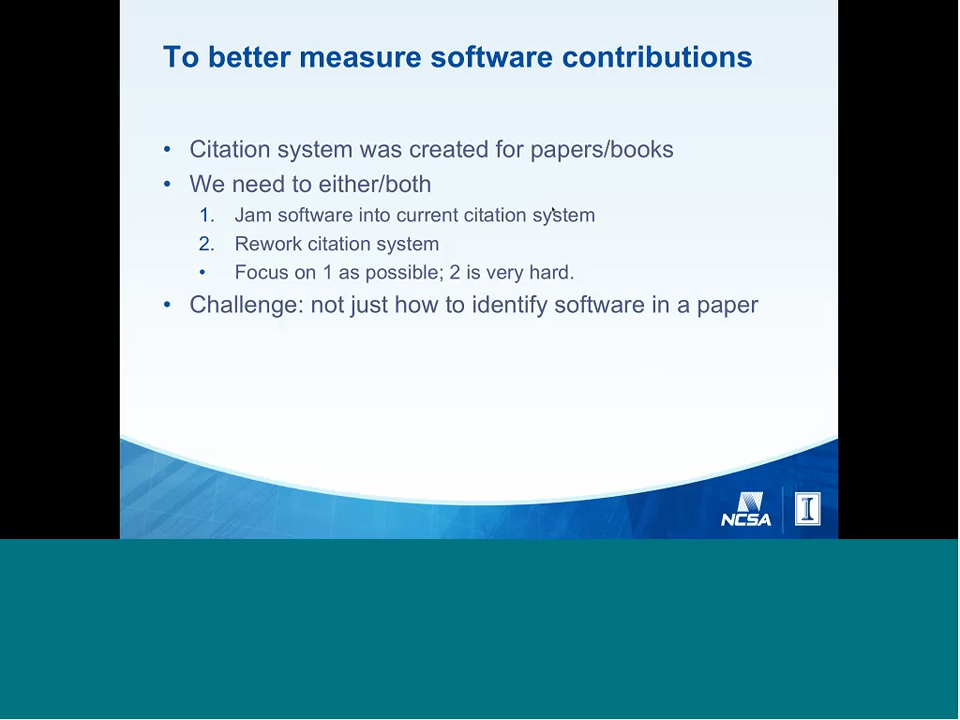 To better measure software contributions
• Citation system was created for papers/books
• We need to either/both
1. Jam software into current citation system
2. Rework citation system
• Focus on 1 as possible; 2 is very hard.
• Challenge: not just how to identify software in a paper
NCSA
I